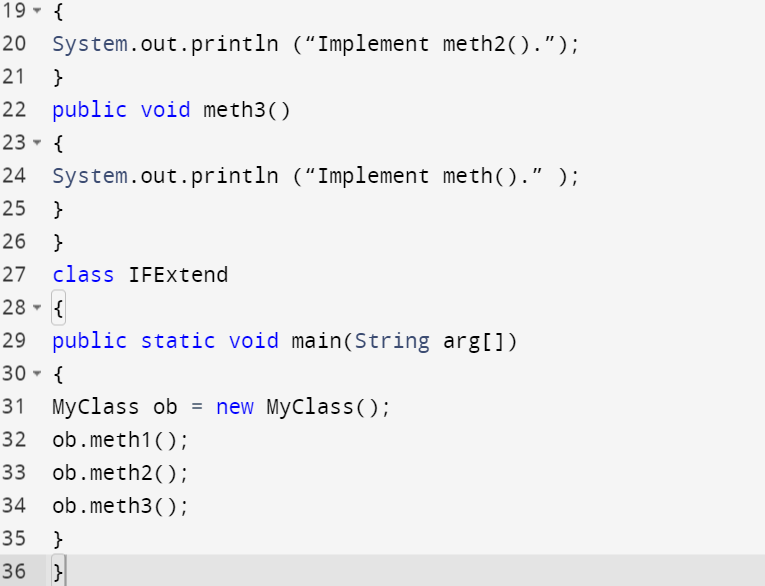 19 {
20 System.out.println (“Implement meth2().”);
21 }
22 public void meth3()
23 {
24 System.out.println (“Implement meth().” );
25 }
26 }
27 class IFExtend
28 {
29 public static void main(String arg[])
30 {
31 MyClass ob = new MyClass();
32 ob.meth1();
33 ob.meth2();
34 ob.meth3();
35 }
36 }